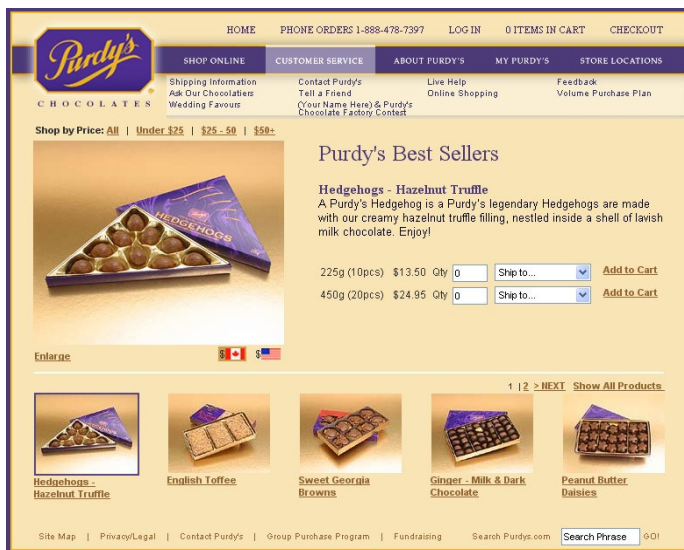 HOME PHONE ORDERS 1-888-478-7397 LOG IN 0 ITEMS IN CART CHECKOUT
Purdy's
CHOCOLATES
SHOP ONLINE CUSTOMER SERVICE ABOUT PURDY'S MY PURDY'S STORE LOCATIONS
Shipping Information Contact Purdy's Live Help Feedback
Ask Our Chocolatiers Tell a Friend Online Shopping Volume Purchase Plan
Wedding Favours (Your Name Here) & Purdy's
Chocolate Factory Contest
Shop by Price: All | Under $25 | $25 - 50 | $50+
HEDGEHOGS
Purdy's Best Sellers
Hedgehogs - Hazelnut Truffle
A Purdy's Hedgehog is a Purdy's legendary Hedgehogs are made
with our creamy hazelnut truffle filling, nestled inside a shell of lavish
milk chocolate. Enjoy!
225g (10pcs) $13.50 Qty 0 Ship to... Add to Cart
450g (20pcs) $24.95 Qty 0 Ship to... Add to Cart
Enlarge $ $
1 | 2 > NEXT Show All Products
Hedgehogs -
Hazelnut Truffle
English Toffee
Sweet Georgia
Browns
Ginger - Milk & Dark
Chocolate
Peanut Butter
Daisies
Site Map | Privacy/Legal | Contact Purdy's | Group Purchase Program | Fundraising Search Purdys.com Search Phrase GO!